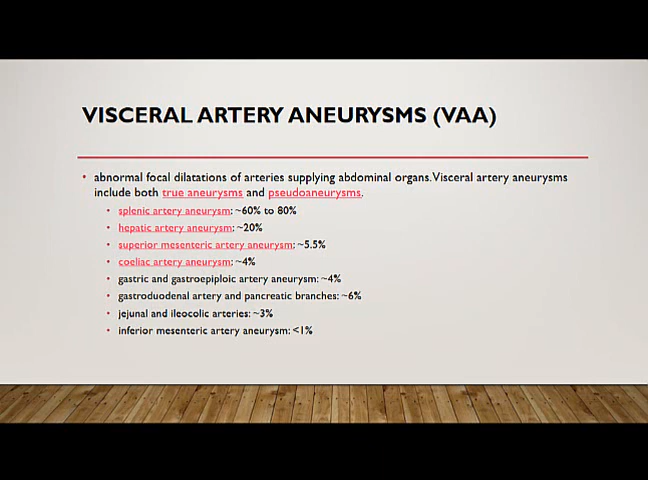 VISCERAL ARTERY ANEURYSMS (VAA)
• abnormal focal dilatations of arteries supplying abdominal organs. Visceral artery aneurysms
include both true aneurysms and pseudoaneurysms.
• splenic artery aneurysm: ~60% to 80%
• hepatic artery aneurysm: ~20%
• superior mesenteric artery aneurysm: ~5.5%
• coeliac artery aneurysm: ~4%
• gastric and gastroepiploic artery aneurysm: ~4%
• gastroduodenal artery and pancreatic branches: ~6%
• jejunal and ileocolic arteries: ~3%
• inferior mesenteric artery aneurysm: <1%